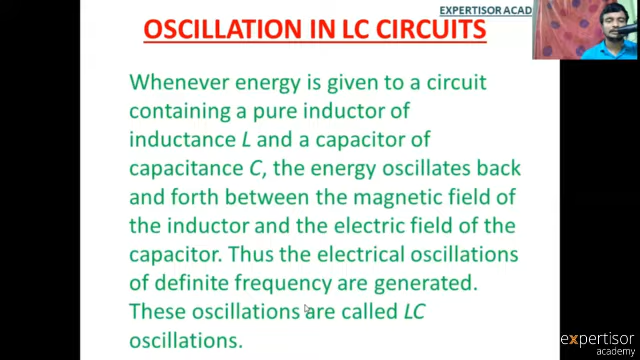 EXPERTISOR ACAD
OSCILLATION IN LC CIRCUITS
Whenever energy is given to a circuit
containing a pure inductor of
inductance L and a capacitor of
capacitance C, the energy oscillates back
and forth between the magnetic field of
the inductor and the electric field of the
capacitor. Thus the electrical oscillations
of definite frequency are generated.
These oscillations are called LC
oscillations.
expertisor
academy